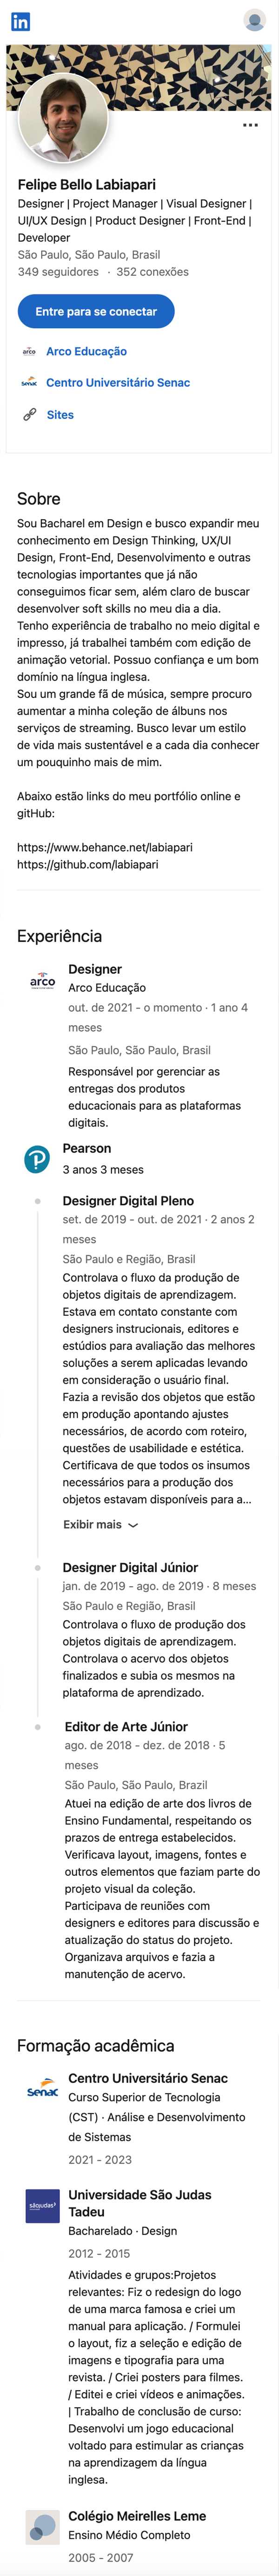 in
Felipe Bello Labiapari
Designer | Project Manager | Visual Designer |
UI/UX Design | Product Designer | Front-End |
Developer
São Paulo, São Paulo, Brasil
349 seguidores · 352 conexões
Entre para se conectar
arco
Arco Educação
senac
Centro Universitário Senac
Sites
Sobre
Sou Bacharel em Design e busco expandir meu
conhecimento em Design Thinking, UX/UI
Design, Front-End, Desenvolvimento e outras
tecnologias importantes que já não
conseguimos ficar sem, além claro de buscar
desenvolver soft skills no meu dia a dia.
Tenho experiência de trabalho no meio digital e
impresso, já trabalhei também com edição de
animação vetorial. Possuo confiança e um bom
domínio na língua inglesa.
Sou um grande fã de música, sempre procuro
aumentar a minha coleção de álbuns nos
serviços de streaming. Busco levar um estilo
de vida mais sustentável e a cada dia conhecer
um pouquinho mais de mim.
Abaixo estão links do meu portfólio online e
gitHub:
https://www.behance.net/labiapari
https://github.com/labiapari
Experiência
arco
Designer
Arco Educação
out. de 2021 - o momento · 1 ano 4
meses
São Paulo, São Paulo, Brasil
Responsável por gerenciar as
entregas dos produtos
educacionais para as plataformas
digitais.
P
Pearson
3 anos 3 meses
Designer Digital Pleno
set. de 2019 - out. de 2021 · 2 anos 2
meses
São Paulo e Região, Brasil
Controlava o fluxo da produção de
objetos digitais de aprendizagem.
Estava em contato constante com
designers instrucionais, editores e
estúdios para avaliação das melhores
soluções a serem aplicadas levando
em consideração o usuário final.
Fazia a revisão dos objetos que estão
em produção apontando ajustes
necessários, de acordo com roteiro,
questões de usabilidade e estética.
Certificava de que todos os insumos
necessários para a produção dos
objetos estavam disponíveis para a...
Exibir mais
Designer Digital Júnior
jan. de 2019 - ago. de 2019 · 8 meses
São Paulo e Região, Brasil
Controlava o fluxo de produção dos
objetos digitais de aprendizagem.
Controlava o acervo dos objetos
finalizados e subia os mesmos na
plataforma de aprendizado.
Editor de Arte Júnior
ago. de 2018 - dez. de 2018 · 5
meses
São Paulo, São Paulo, Brazil
Atuei na edição de arte dos livros de
Ensino Fundamental, respeitando os
prazos de entrega estabelecidos.
Verificava layout, imagens, fontes e
outros elementos que faziam parte do
projeto visual da coleção.
Participava de reuniões com
designers e editores para discussão e
atualização do status do projeto.
Organizava arquivos e fazia a
manutenção de acervo.
Formação acadêmica
senac
Centro Universitário Senac
Curso Superior de Tecnologia
(CST) · Análise e Desenvolvimento
de Sistemas
2021 - 2023
sãojudas
Universidade São Judas
Tadeu
Bacharelado · Design
2012 - 2015
Atividades e grupos:Projetos
relevantes: Fiz o redesign do logo
de uma marca famosa e criei um
manual para aplicação. / Formulei
o layout, fiz a seleção e edição de
imagens e tipografia para uma
revista. / Criei posters para filmes.
/ Editei e criei vídeos e animações.
| Trabalho de conclusão de curso:
Desenvolvi um jogo educacional
voltado para estimular as crianças
na aprendizagem da língua
inglesa.
Colégio Meirelles Leme
Ensino Médio Completo
2005 - 2007